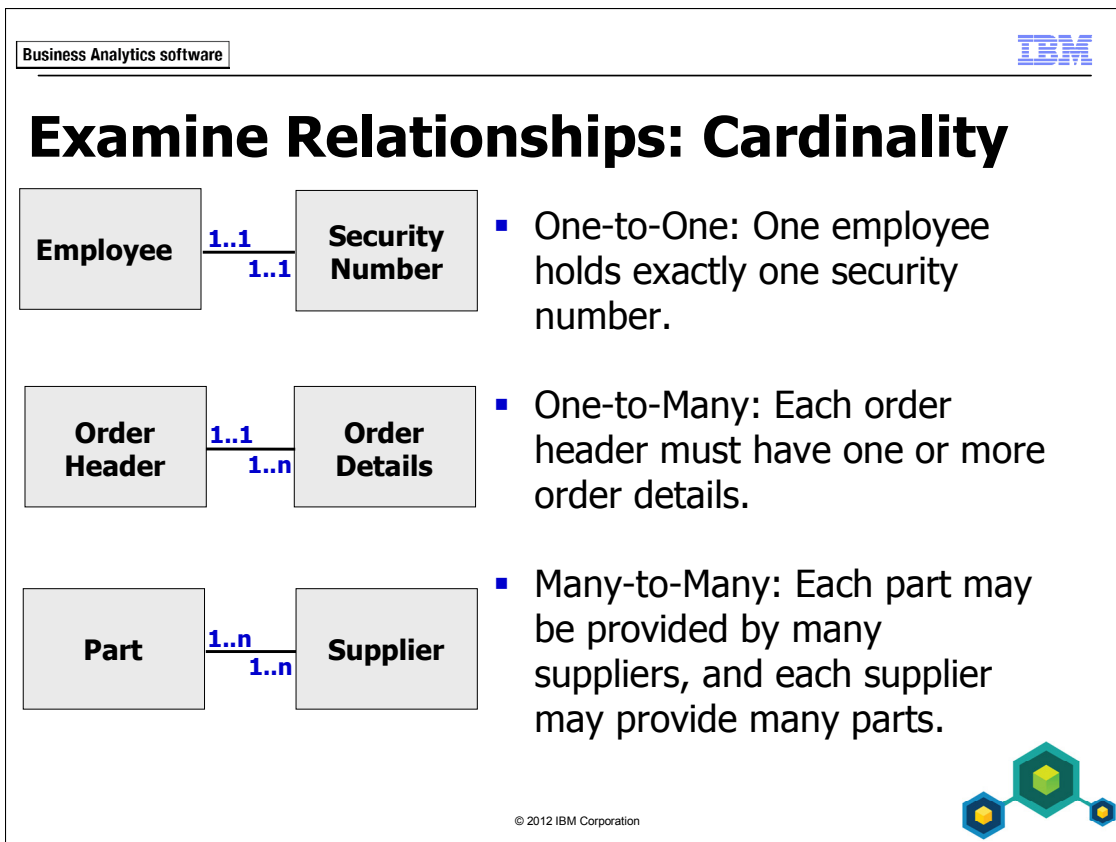 Business Analytics software
IBM
Examine Relationships: Cardinality
Employee
1..1
1..1
Security
Number
▪ One-to-One: One employee
holds exactly one security
number.
Order
Header
1..1
1..n
Order
Details
▪ One-to-Many: Each order
header must have one or more
order details.
Part
1..n
1..n
Supplier
▪ Many-to-Many: Each part may
be provided by many
suppliers, and each supplier
may provide many parts.
© 2012 IBM Corporation